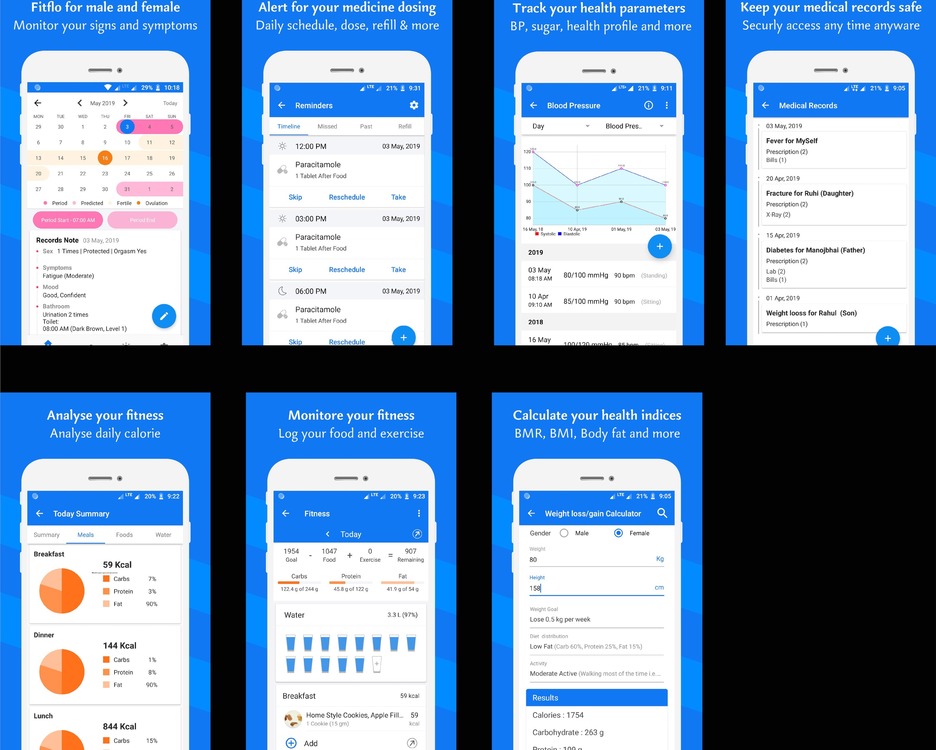 Fitflo for male and female
Monitor your signs and symptoms
29% 10:18
May 2019 Today
MON TUE WED THU FRI SAT SUN
29 30 1 2 3 4 5
6 7 8 9 10 11 12
13 14 15 16 17 18 19
20 21 22 23 24 25 26
27 28 29 30 31 1 2
Period Predicted Fertile Ovulation
Period Start - 07:00 AM Period End
Records Note 03 May, 2019
Sex 1 Times | Protected | Orgasm Yes
Symptoms
Fatigue (Moderate)
Mood
Good, Confident
Bathroom
Urination 2 times
Toilet:
08:00 AM (Dark Brown, Level 1)
Alert for your medicine dosing
Daily schedule, dose, refill & more
LTE 21% 9:31
Reminders
Timeline Missed Past Refill
12:00 PM 03 May, 2019
Paracitamole
1 Tablet After Food
Skip Reschedule Take
03:00 PM 03 May, 2019
Paracitamole
1 Tablet After Food
Skip Reschedule Take
06:00 PM 03 May, 2019
Paracitamole
1 Tablet After Food
Skip Reschedule
Track your health parameters
BP, sugar, health profile and more
LTE+ 21% 9:11
Blood Pressure
Day Blood Pres..
120
100
80
16 May, 18 10 Apr, 19 01 May, 19 03 May, 19
Systolic Diastolic
2019
03 May 80/100 mmHg 90 bpm (Standing)
08:18 AM
10 Apr 85/100 mmHg 90 bpm (Sitting)
09:10 AM
2018
16 May 100/120 mmHg 85 bpm
Keep your medical records safe
Securly access any time anyware
21% 9:05
Medical Records
03 May, 2019
Fever for MySelf
Prescription (2)
Bills (1)
20 Apr, 2019
Fracture for Ruhi (Daughter)
Prescription (2)
X-Ray (2)
15 Apr, 2019
Diabetes for Manojbhai (Father)
Prescription (2)
Lab (2)
Bills (1)
01 Apr, 2019
Weight looss for Rahul (Son)
Prescription (1)
Analyse your fitness
Analyse daily calorie
LTE 20% 9:22
Today Summary
Summary Meals Foods Water
Breakfast
59 Kcal
Carbs 7%
Protein 3%
Fat 90%
Dinner
144 Kcal
Carbs 1%
Protein 8%
Fat 90%
Lunch
844 Kcal
Carbs 15%
Monitore your fitness
Log your food and exercise
LTE 20% 9:23
Fitness
Today
1954 - 1047 + 0 = 907
Goal Food Exercise Remaining
Carbs Protein Fat
122.4 g of 244 g 45.8 g of 122 g 41.9 g of 54 g
Water 3.3 L (97%)
Breakfast 59 kcal
Home Style Cookies, Apple Fill... 59
1 Cookie (15 gm) kcal
Add
Calculate your health indices
BMR, BMI, Body fat and more
LTE 21% 9:05
Weight loss/gain Calculator
Gender Male Female
Weight
80 Kg
Height
158 cm
Weight Goal
Lose 0.5 kg per week
Diet distribution
Low Fat (Carb 60%, Protein 25%, Fat 15%)
Activity
Moderate Active (Walking most of the time i.e...
Results
Calories : 1754
Carbohydrate : 263 g
Protein : 109 g